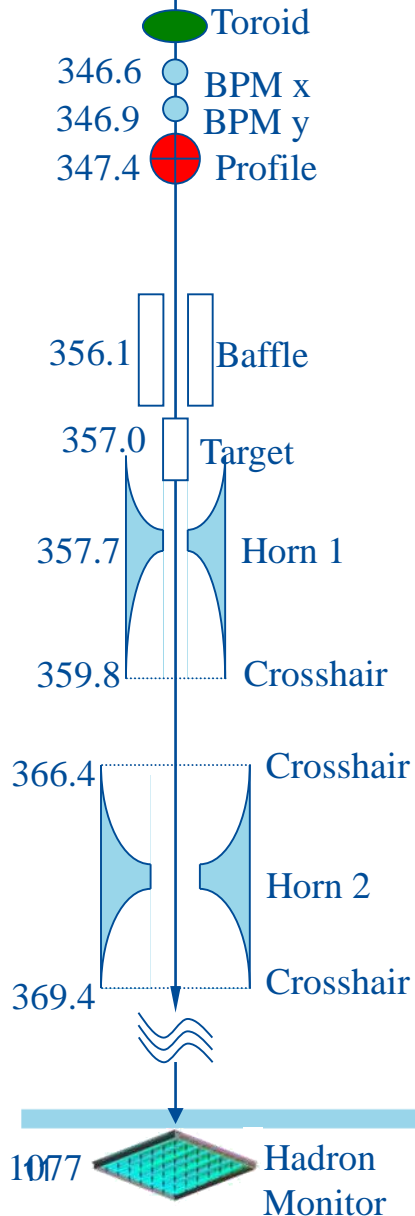 Toroid
346.6 BPM x
346.9 BPM y
347.4 Profile
356.1 Baffle
357.0 Target
357.7 Horn 1
359.8 Crosshair
366.4 Crosshair
Horn 2
369.4 Crosshair
1077 Hadron
Monitor